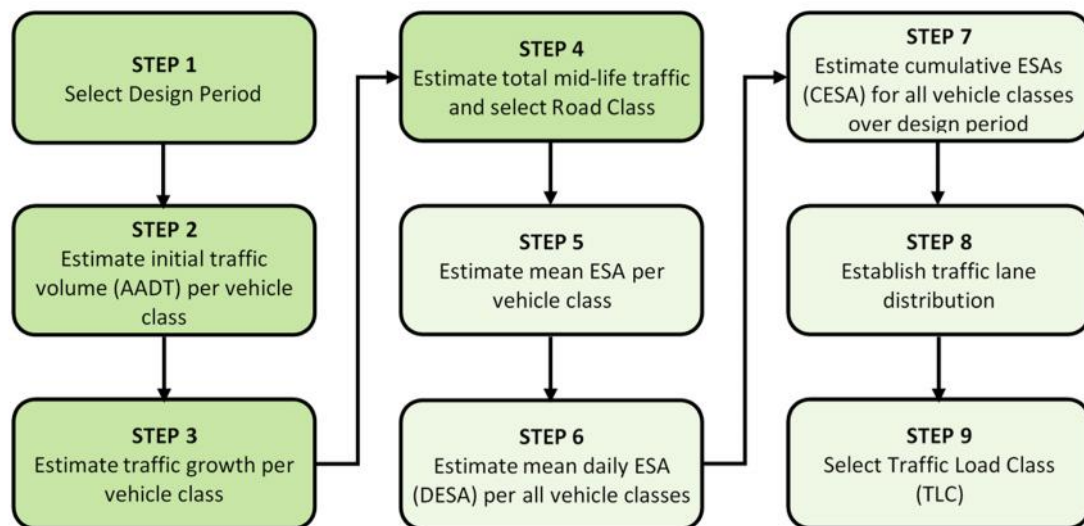 STEP 1
Select Design Period
STEP 2
Estimate initial traffic
volume (AADT) per vehicle
class
STEP 3
Estimate traffic growth per
vehicle class
STEP 4
Estimate total mid-life traffic
and select Road Class
STEP 5
Estimate mean ESA per
vehicle class
STEP 6
Estimate mean daily ESA
(DESA) per all vehicle classes
STEP 7
Estimate cumulative ESAs
(CESA) for all vehicle classes
over design period
STEP 8
Establish traffic lane
distribution
STEP 9
Select Traffic Load Class
(TLC)